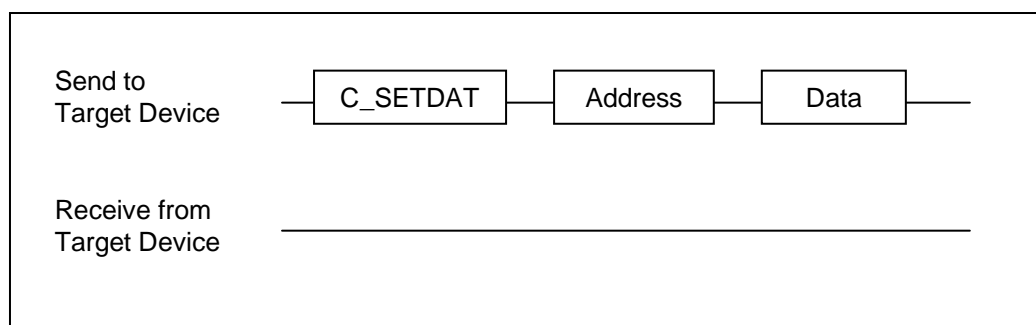 Send to
Target Device
C_SETDAT
Address
Data
Receive from
Target Device